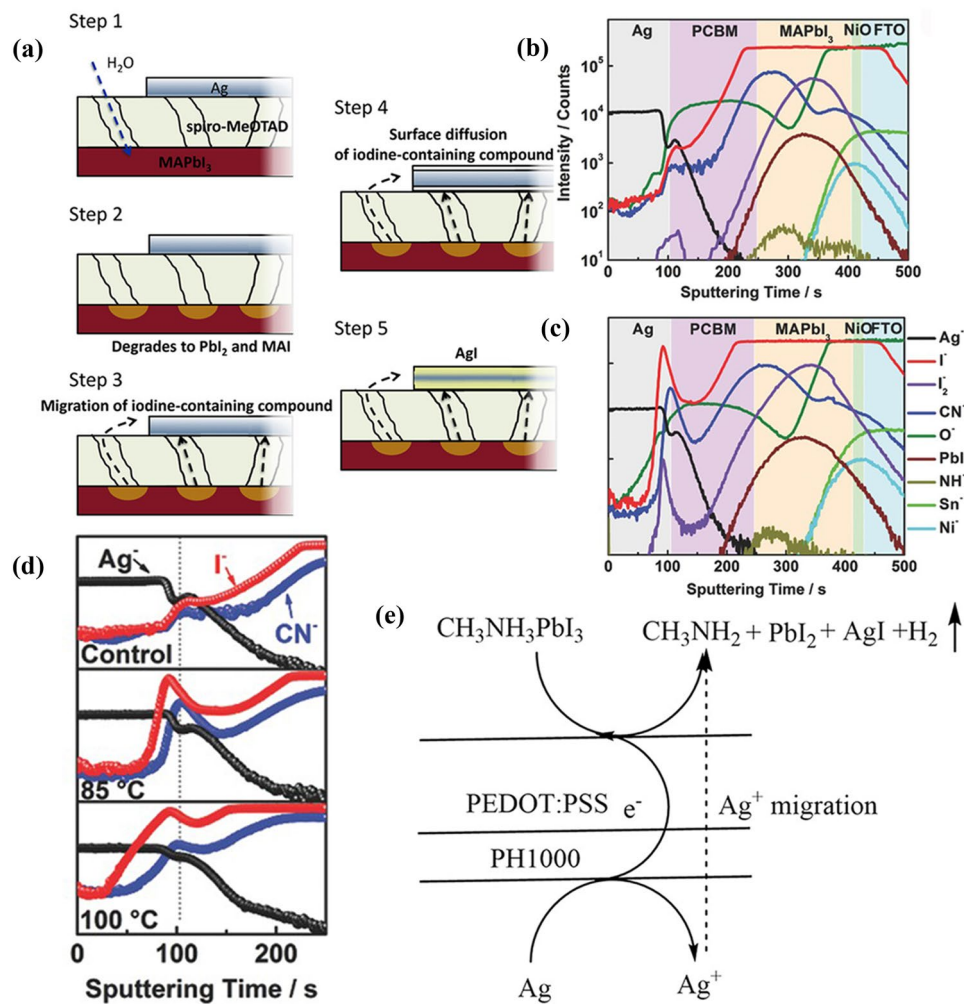 (a)
Step 1
H₂O
Ag
spiro-MeOTAD
MAPbI₃
Step 2
Degrades to PbI₂ and MAI
Step 3
Migration of iodine-containing compound
Step 4
Surface diffusion
of iodine-containing compound
Step 5
AgI
(b)
Ag PCBM MAPbI₃ NiO FTO
Intensity / Counts
10⁵
10⁴
10³
10²
10¹
0 100 200 300 400 500
Sputtering Time / s
(c)
Ag PCBM MAPbI₃ NiO FTO
0 100 200 300 400 500
Sputtering Time / s
Ag⁻
I⁻
I₂⁻
CN⁻
O⁻
PbI
NH⁻
Sn⁻
Ni⁻
(d)
Ag⁻
I⁻
CN⁻
Control
85 °C
100 °C
0 100 200
Sputtering Time / s
(e)
CH₃NH₃PbI₃
CH₃NH₂ + PbI₂ + AgI +H₂
PEDOT:PSS e⁻
Ag⁺ migration
PH1000
Ag
Ag⁺